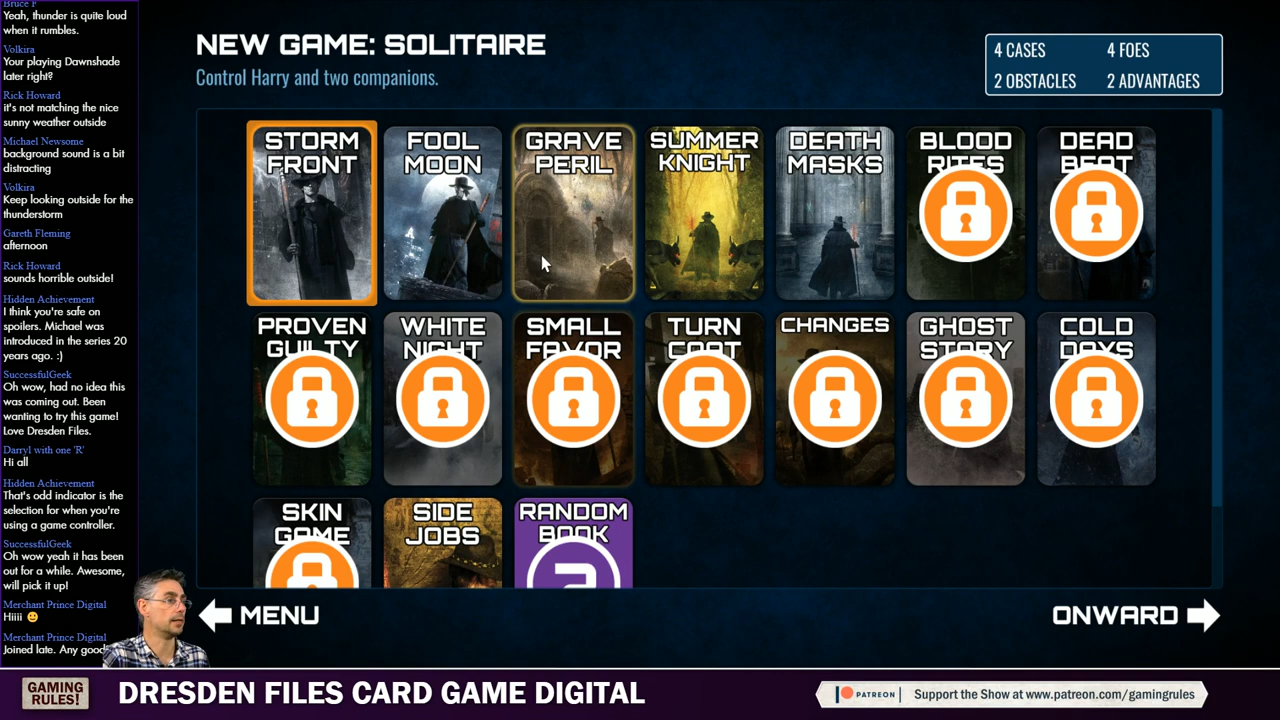 Bruce F
Yeah, thunder is quite loud
when it rumbles.
Volkira
Your playing Dawnshade
later right?
Rick Howard
it's not matching the nice
sunny weather outside
Michael Newsome
background sound is a bit
distracting
Volkira
Keep looking outside for the
thunderstorm
Gareth Fleming
afternoon
Rick Howard
sounds horrible outside!
Hidden Achievement
I think you're safe on
spoilers. Michael was
introduced in the series 20
years ago. :)
SuccessfulGeek
Oh wow, had no idea this
was coming out. Been
wanting to try this game!
Love Dresden Files.
Darryl with one 'R'
Hi all
Hidden Achievement
That's odd indicator is the
selection for when you're
using a game controller.
SuccessfulGeek
Oh wow yeah it has been
out for a while. Awesome,
will pick it up!
Merchant Prince Digital
Hiiii
Merchant Prince Digital
Joined late. Any good
NEW GAME: SOLITAIRE
Control Harry and two companions.
4 CASES 4 FOES
2 OBSTACLES 2 ADVANTAGES
STORM
FRONT
FOOL
MOON
GRAVE
PERIL
SUMMER
KNIGHT
DEATH
MASKS
BLOOD
RITES
DEAD
BEAT
PROVEN
GUILTY
WHITE
NIGHT
SMALL
FAVOR
TURN
COAT
CHANGES
GHOST
STORY
COLD
DAYS
SKIN
GAME
SIDE
JOBS
RANDOM
BOOK
?
MENU
ONWARD
GAMING
RULES!
DRESDEN FILES CARD GAME DIGITAL
PATREON
Support the Show at www.patreon.com/gamingrules